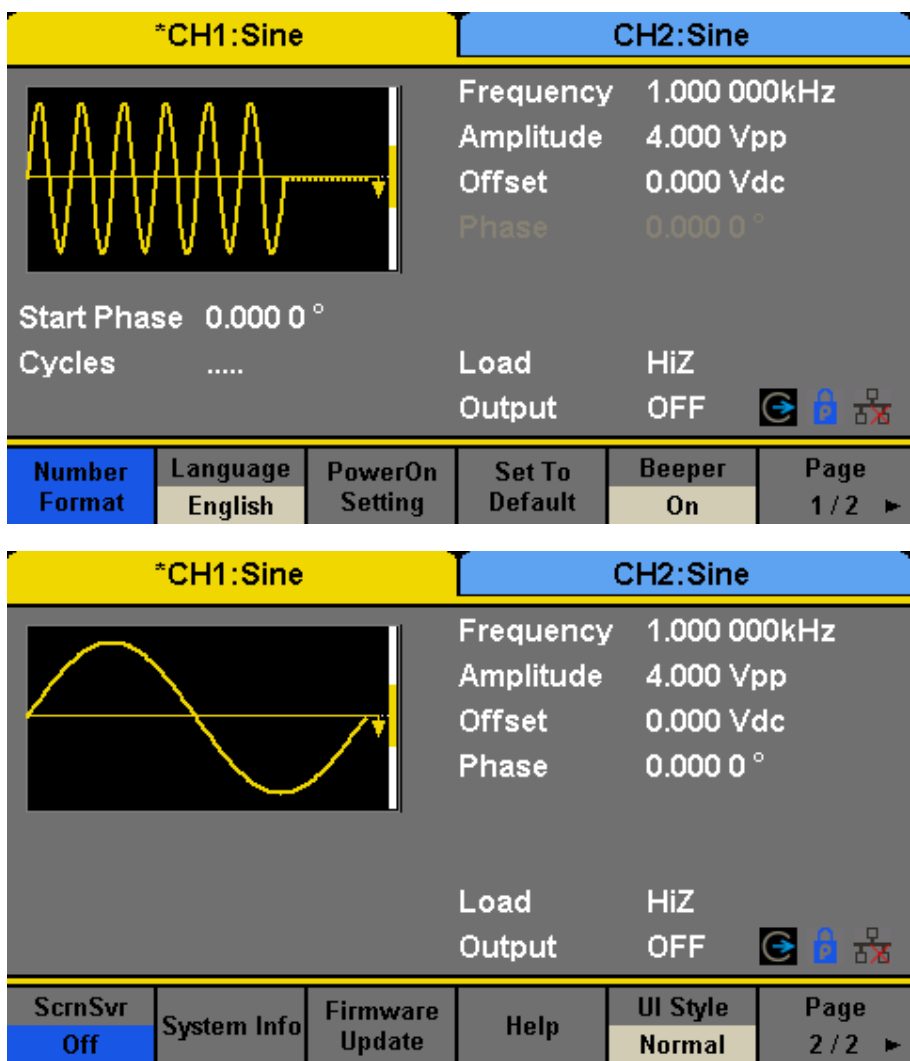 *CH1:Sine CH2:Sine
Frequency 1.000 000kHz
Amplitude 4.000 Vpp
Offset 0.000 Vdc
Phase 0.000 0 °
Start Phase 0.000 0 °
Cycles ..... Load HiZ
Output OFF P
Number Format Language English PowerOn Setting Set To Default Beeper On Page 1 / 2 ►
*CH1:Sine CH2:Sine
Frequency 1.000 000kHz
Amplitude 4.000 Vpp
Offset 0.000 Vdc
Phase 0.000 0 °
Load HiZ
Output OFF P
ScrnSvr Off System Info Firmware Update Help UI Style Normal Page 2 / 2 ►